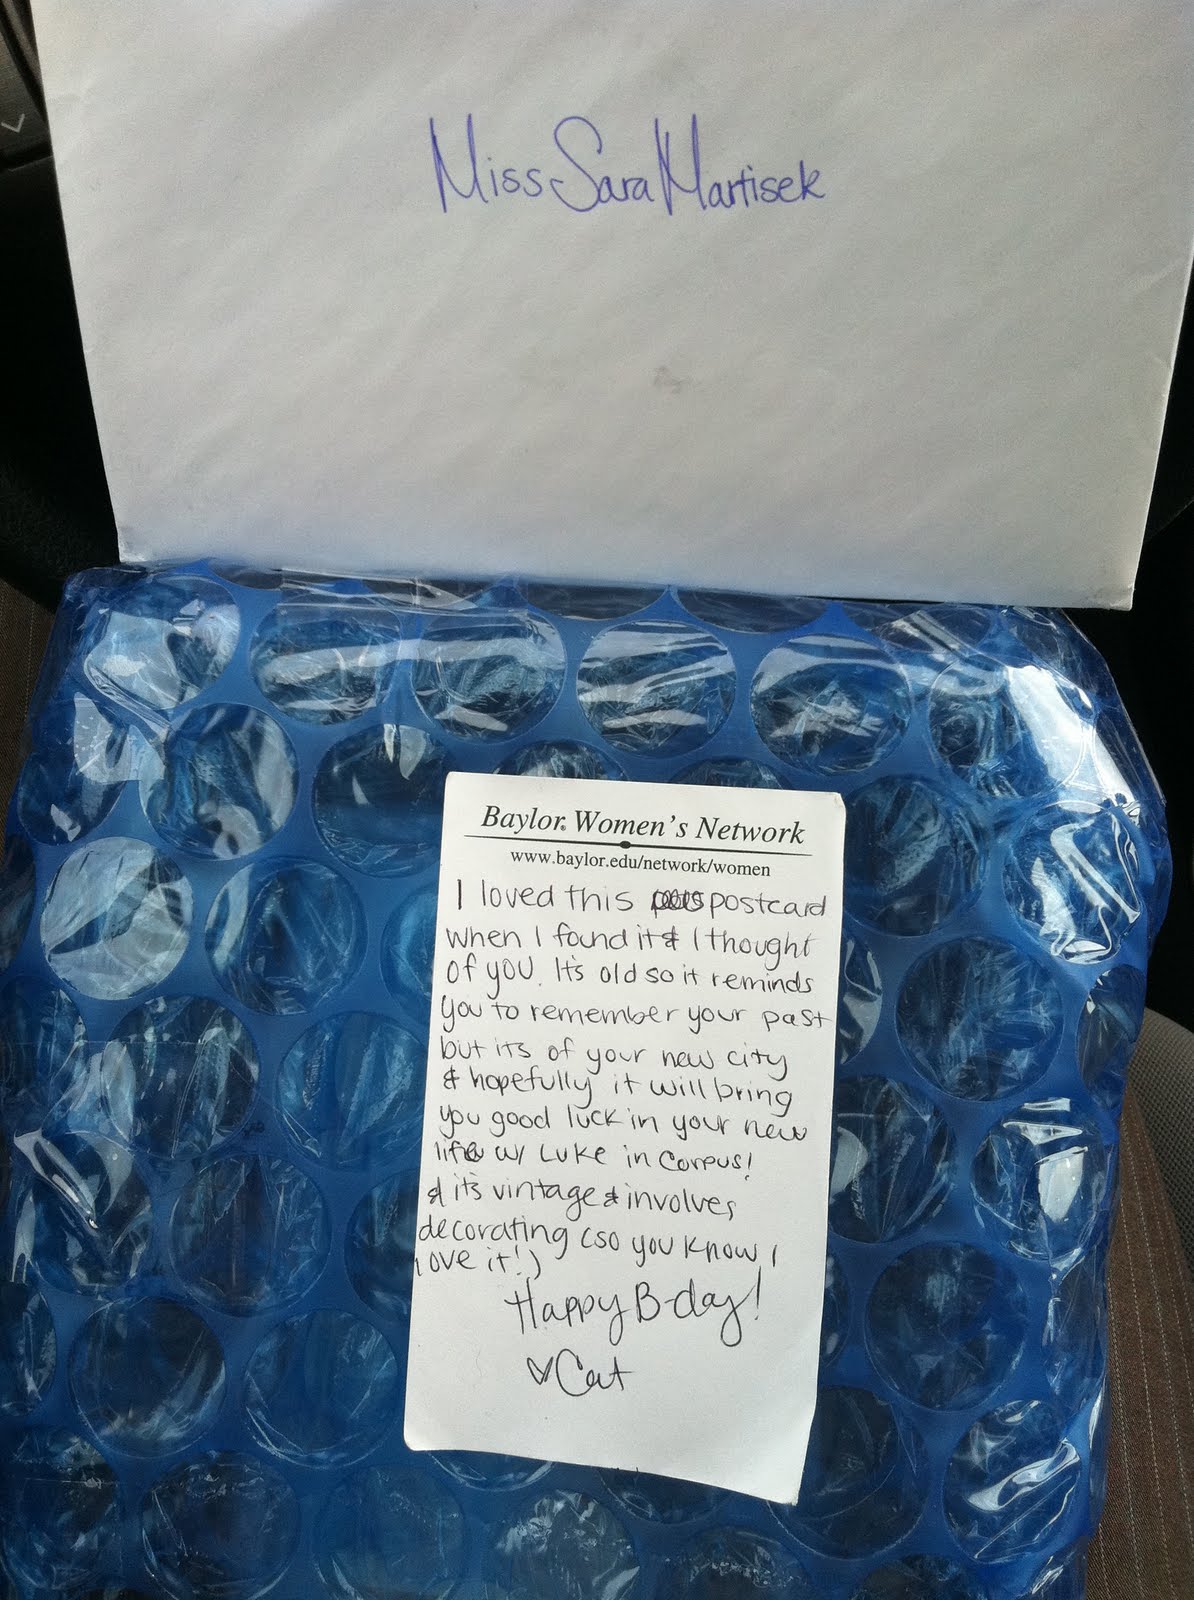 Miss Sara Martisek
Baylor Women's Network
www.baylor.edu/network/women
I loved this postcard
when I found it & I thought
of you. It's old so it reminds
you to remember your past
but its of your new city
& hopefully it will bring
you good luck in your new
life w/ Luke in Corpus!
& it's vintage & involves
decorating (so you know I
love it!)
Happy B-day!
♡Cat